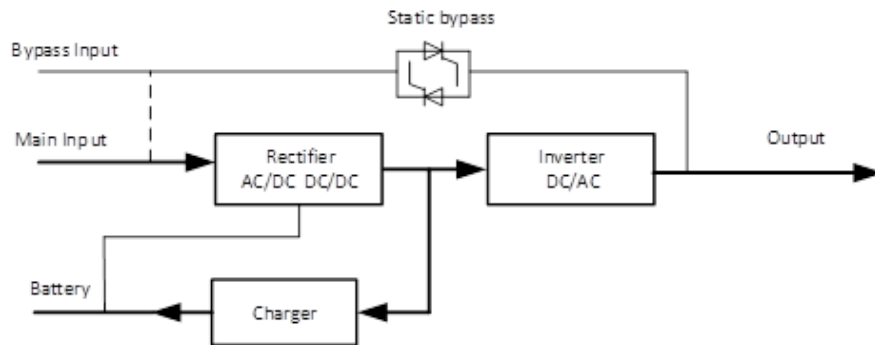 Static bypass
Bypass Input
Main Input
Rectifier
AC/DC DC/DC
Inverter
DC/AC
Output
Battery
Charger